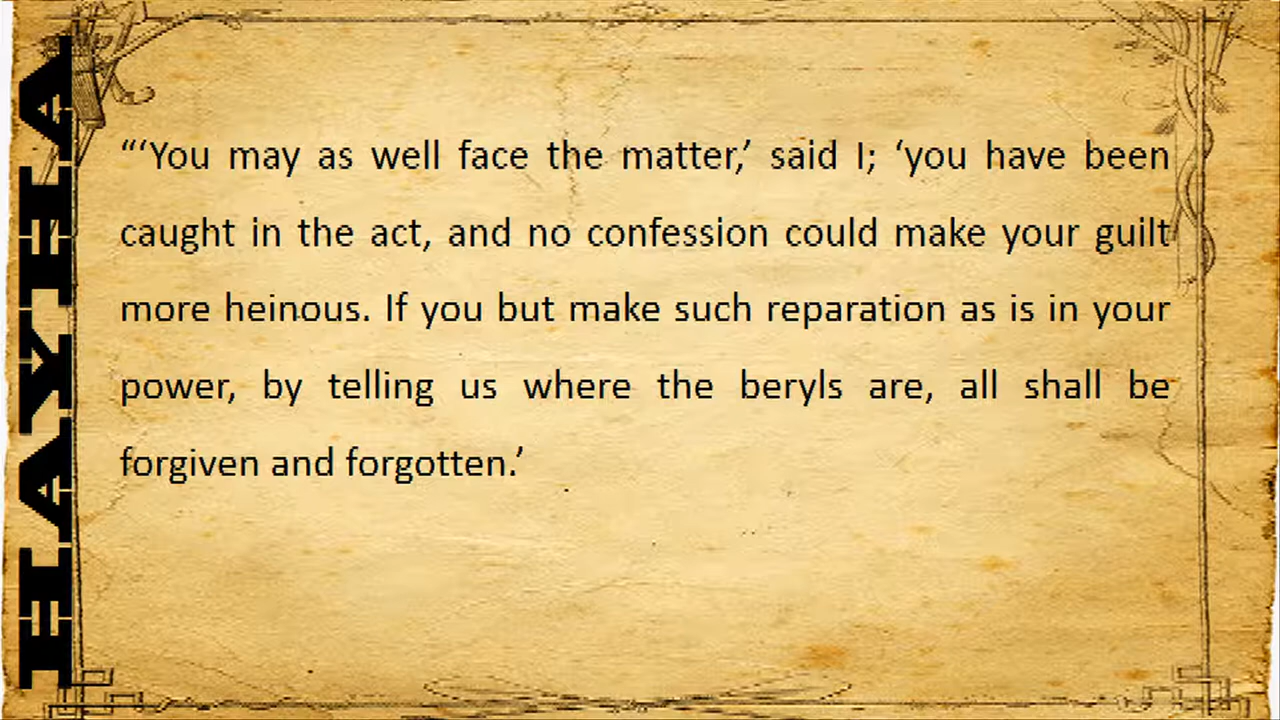 HAYHA
“‘You may as well face the matter,’ said I; ‘you have been
caught in the act, and no confession could make your guilt
more heinous. If you but make such reparation as is in your
power, by telling us where the beryls are, all shall be
forgiven and forgotten.’